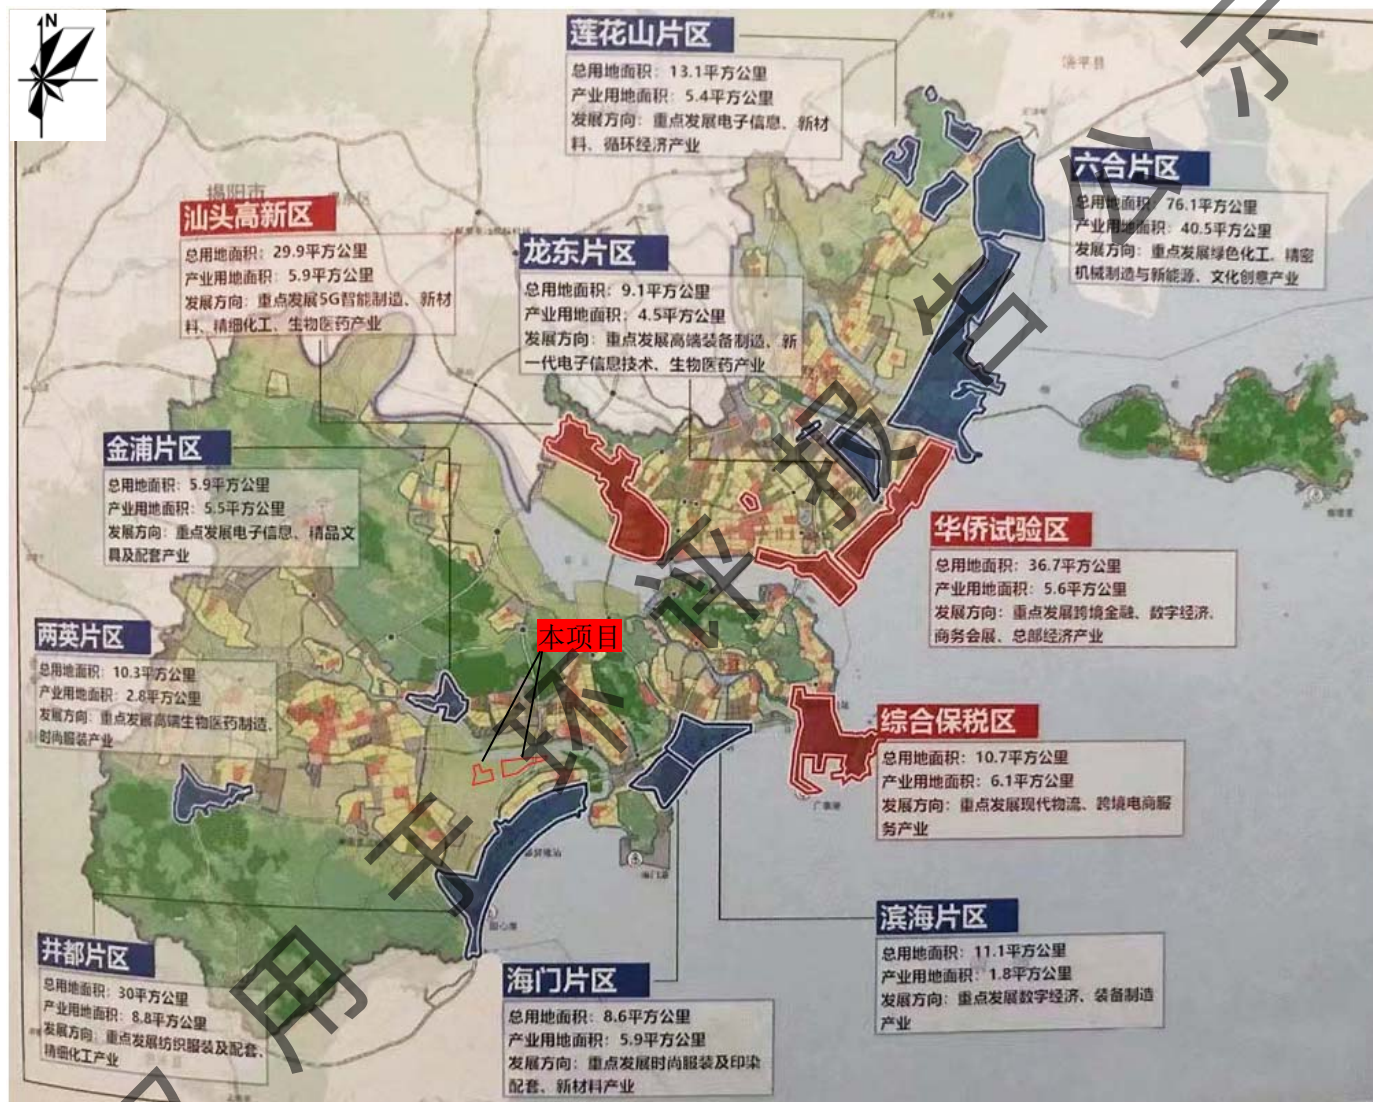 N
莲花山片区
总用地面积：13.1平方公里
产业用地面积：5.4平方公里
发展方向：重点发展电子信息、新材
料、循环经济产业
饶平县
六合片区
总用地面积：76.1平方公里
产业用地面积：40.5平方公里
发展方向：重点发展绿色化工、精密
机械制造与新能源、文化创意产业
揭阳市
汕头高新区
总用地面积：29.9平方公里
产业用地面积：5.9平方公里
发展方向：重点发展5G智能制造、新材
料、精细化工、生物医药产业
龙东片区
总用地面积：9.1平方公里
产业用地面积：4.5平方公里
发展方向：重点发展高端装备制造、新
一代电子信息技术、生物医药产业
金浦片区
总用地面积：5.9平方公里
产业用地面积：5.5平方公里
发展方向：重点发展电子信息、精品文
具及配套产业
华侨试验区
总用地面积：36.7平方公里
产业用地面积：5.6平方公里
发展方向：重点发展跨境金融、数字经济、
商务会展、总部经济产业
两英片区
总用地面积：10.3平方公里
产业用地面积：2.8平方公里
发展方向：重点发展高端生物医药制造、
时尚服装产业
本项目
综合保税区
总用地面积：10.7平方公里
产业用地面积：6.1平方公里
发展方向：重点发展现代物流、跨境电商服
务产业
广澳港
海门港
田心港
滨海片区
总用地面积：11.1平方公里
产业用地面积：1.8平方公里
发展方向：重点发展数字经济、装备制造
产业
井都片区
总用地面积：30平方公里
产业用地面积：8.8平方公里
发展方向：重点发展纺织服装及配套、
精细化工产业
海门片区
总用地面积：8.6平方公里
产业用地面积：5.9平方公里
发展方向：重点发展时尚服装及印染
配套、新材料产业
用于环评报告公示